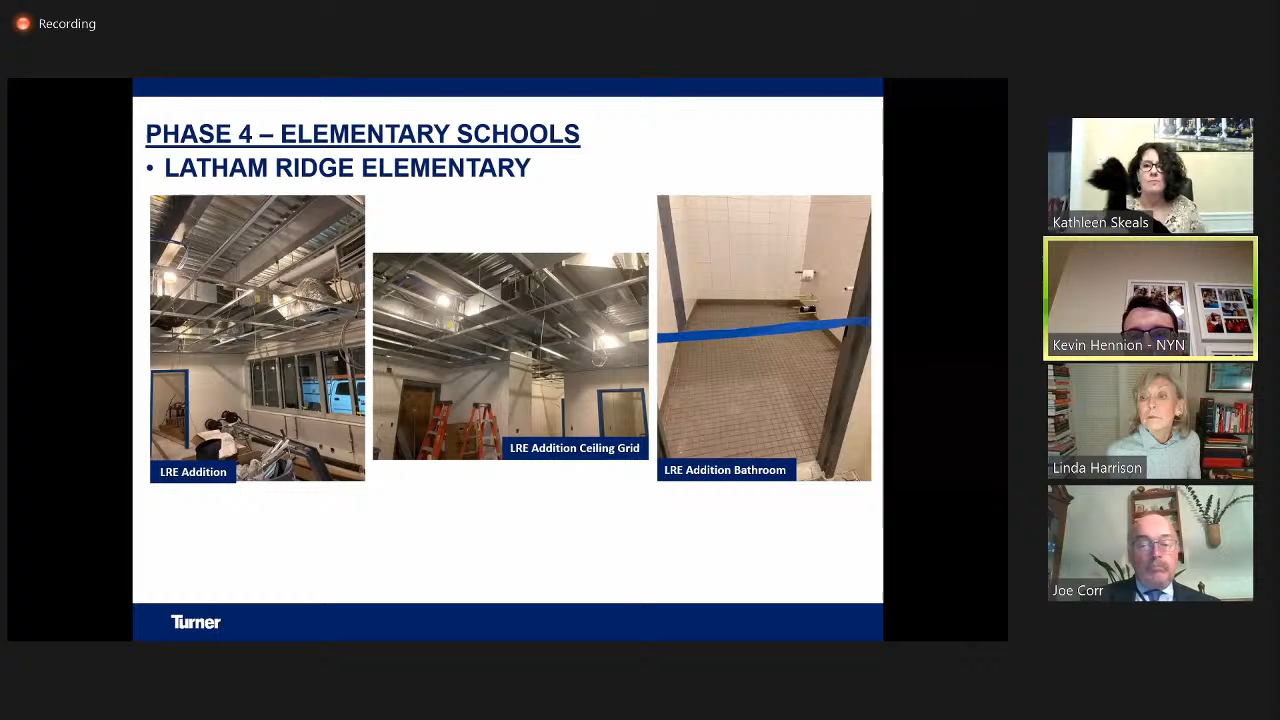 Recording
PHASE 4 – ELEMENTARY SCHOOLS
• LATHAM RIDGE ELEMENTARY
LRE Addition
LRE Addition Ceiling Grid
LRE Addition Bathroom
Turner
Kathleen Skeals
Kevin Hennion - NYN
Linda Harrison
Joe Corr